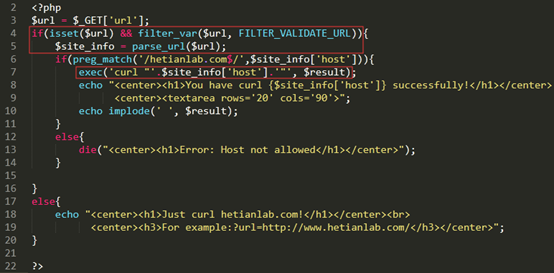 2 <?php
3 $url = $_GET['url'];
4 if(isset($url) && filter_var($url, FILTER_VALIDATE_URL)){
5 $site_info = parse_url($url);
6 if(preg_match('/hetianlab.com$/',$site_info['host'])){
7 exec('curl "'.$site_info['host'].'"', $result);
8 echo "<center><h1>You have curl {$site_info['host']} successfully!</h1></center>
9 <center><textarea rows='20' cols='90'>";
10 echo implode(' ', $result);
11 }
12 else{
13 die("<center><h1>Error: Host not allowed</h1></center>");
14 }
15
16 }
17 else{
18 echo "<center><h1>Just curl hetianlab.com!</h1></center><br>
19 <center><h3>For example:?url=http://www.hetianlab.com/</h3></center>";
20 }
21
22 ?>